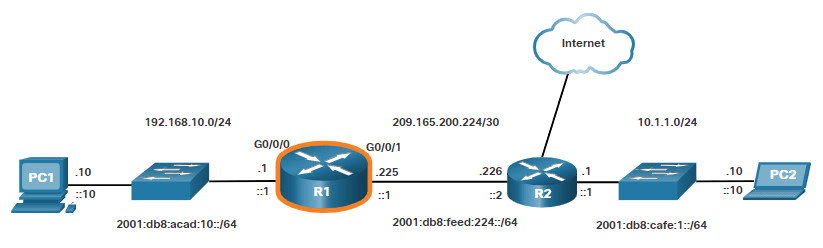 Internet
192.168.10.0/24
209.165.200.224/30
10.1.1.0/24
G0/0/0
G0/0/1
PC1
.10
::10
.1
::1
R1
.225
::1
.226
::2
R2
.1
::1
.10
::10
PC2
2001:db8:acad:10::/64
2001:db8:feed:224::/64
2001:db8:cafe:1::/64